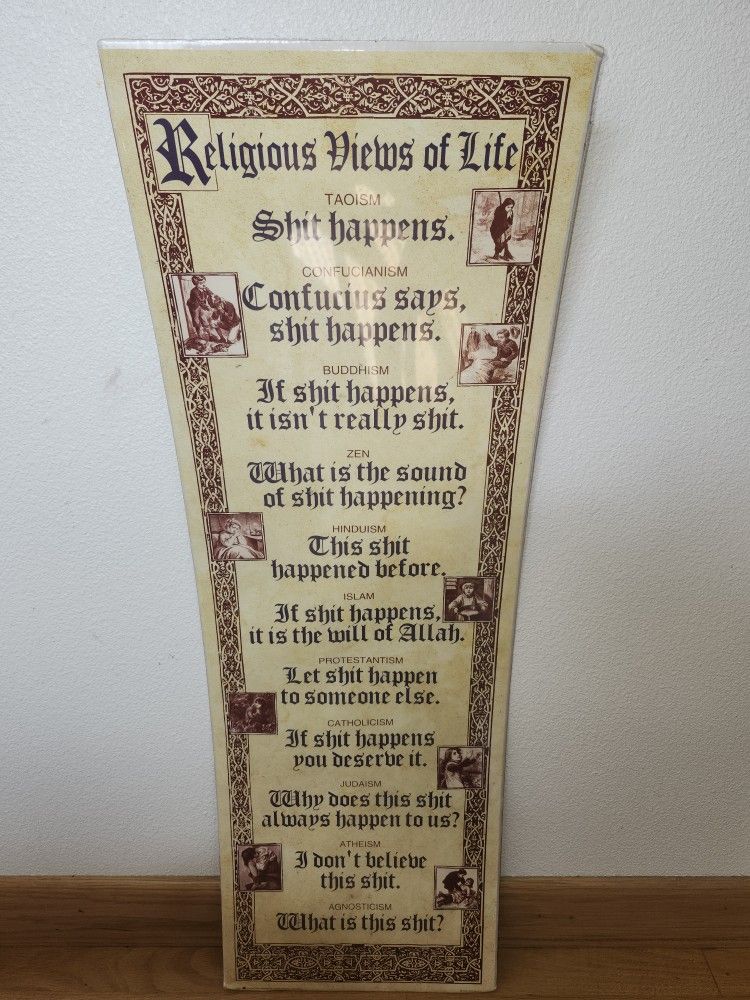 Religious Views of Life
TAOISM
Shit happens.
CONFUCIANISM
Confucius says,
shit happens.
BUDDHISM
If shit happens,
it isn't really shit.
ZEN
What is the sound
of shit happening?
HINDUISM
This shit
happened before.
ISLAM
If shit happens,
it is the will of Allah.
PROTESTANTISM
Let shit happen
to someone else.
CATHOLICISM
If shit happens
you deserve it.
JUDAISM
Why does this shit
always happen to us?
ATHEISM
I don't believe
this shit.
AGNOSTICISM
What is this shit?